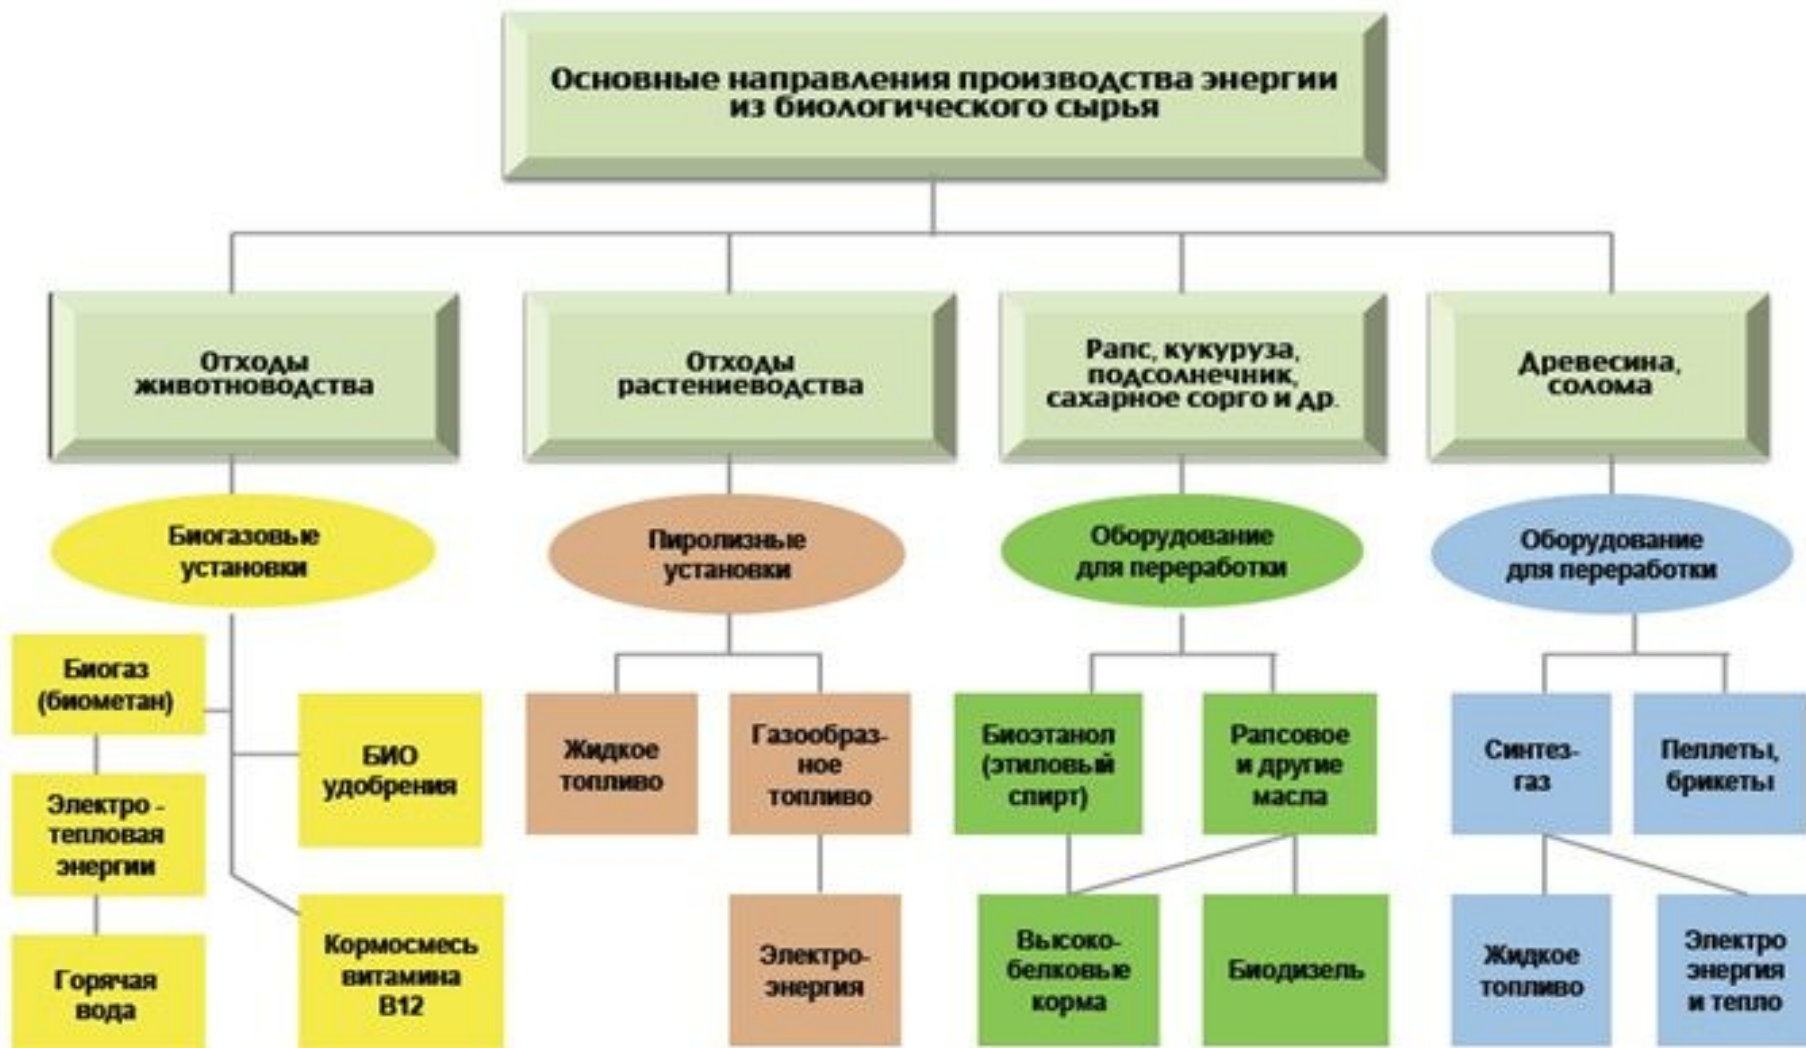 Основные направления производства энергии
из биологического сырья
Отходы
животноводства
Отходы
растениеводства
Рапс, кукуруза,
подсолнечник,
сахарное сорго и др.
Древесина,
солома
Биогазовые
установки
Пиролизные
установки
Оборудование
для переработки
Оборудование
для переработки
Биогаз
(биометан)
Электро -
тепловая
энергии
Горячая
вода
БИО
удобрения
Кормосмесь
витамина
В12
Жидкое
топливо
Газообраз-
ное
топливо
Электро-
энергия
Биоэтанол
(этиловый
спирт)
Рапсовое
и другие
масла
Высоко-
белковые
корма
Биодизель
Синтез-
газ
Пеллеты,
брикеты
Жидкое
топливо
Электро
энергия
и тепло